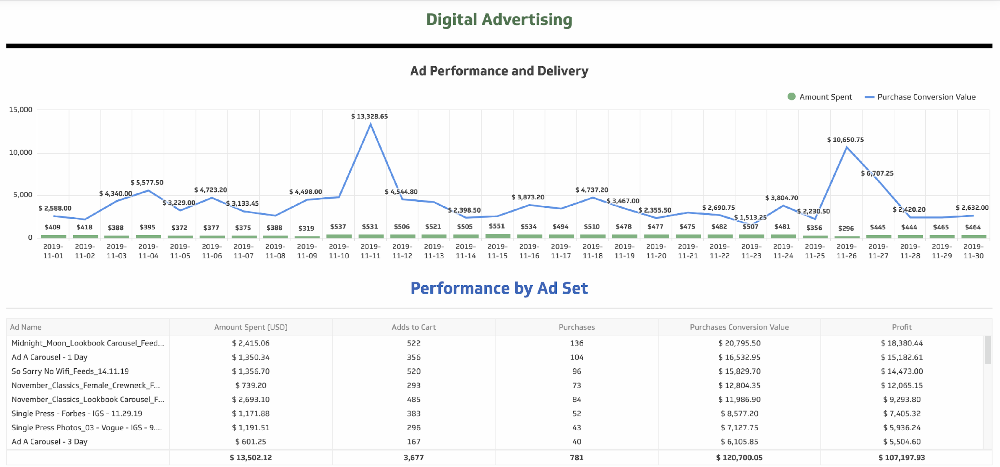 Digital Advertising
Ad Performance and Delivery
Amount Spent Purchase Conversion Value
15,000
10,000
5,000
0
$ 2,588.00 $ 4,340.00 $ 5,577.50 $ 3,229.00 $ 4,723.20 $ 3,133.45 $ 4,498.00 $ 13,328.65 $ 4,544.80 $ 2,398.50 $ 3,873.20 $ 4,737.20 $ 3,467.00 $ 2,355.50 $ 2,690.75 $ 1,513.25 $ 3,804.70 $ 2,230.50 $ 10,650.75 $ 6,707.25 $ 2,420.20 $ 2,632.00
$409 $418 $388 $395 $372 $377 $375 $388 $319 $537 $531 $506 $521 $505 $551 $534 $494 $510 $478 $477 $475 $482 $507 $481 $356 $296 $445 $444 $465 $464
2019- 2019- 2019- 2019- 2019- 2019- 2019- 2019- 2019- 2019- 2019- 2019- 2019- 2019- 2019- 2019- 2019- 2019- 2019- 2019- 2019- 2019- 2019- 2019- 2019- 2019- 2019- 2019- 2019- 2019-
11-01 11-02 11-03 11-04 11-05 11-06 11-07 11-08 11-09 11-10 11-11 11-12 11-13 11-14 11-15 11-16 11-17 11-18 11-19 11-20 11-21 11-22 11-23 11-24 11-25 11-26 11-27 11-28 11-29 11-30
Performance by Ad Set
Ad Name Amount Spent (USD) Adds to Cart Purchases Purchases Conversion Value Profit
Midnight_Moon_Lookbook Carousel_Feed... $ 2,415.06 522 136 $ 20,795.50 $ 18,380.44
Ad A Carousel - 1 Day $ 1,350.34 356 104 $ 16,532.95 $ 15,182.61
So Sorry No Wifi_Feeds_14.11.19 $ 1,356.70 520 96 $ 15,829.70 $ 14,473.00
November_Classics_Female_Crewneck_F... $ 739.20 293 73 $ 12,804.35 $ 12,065.15
November_Classics_Lookbook Carousel_F... $ 2,693.10 485 84 $ 11,986.90 $ 9,293.80
Single Press - Forbes - IGS - 11.29.19 $ 1,171.88 383 52 $ 8,577.20 $ 7,405.32
Single Press Photos_03 - Vogue - IGS - 9.... $ 1,191.51 296 43 $ 7,127.75 $ 5,936.24
Ad A Carousel - 3 Day $ 601.25 167 40 $ 6,105.85 $ 5,504.60
$ 13,502.12 3,677 781 $ 120,700.05 $ 107,197.93